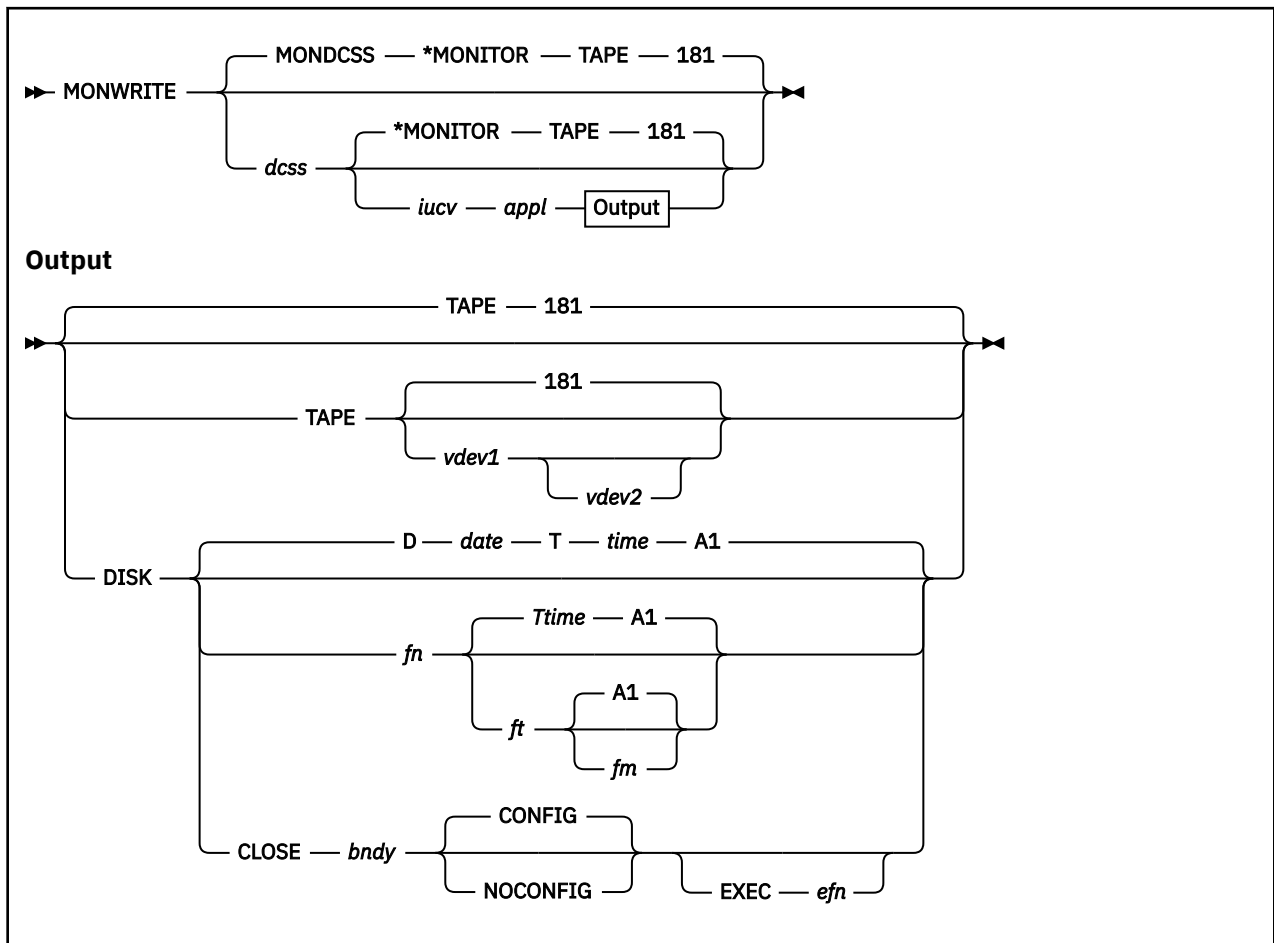 MONDCSS *MONITOR TAPE 181
MONWRITE
*MONITOR TAPE 181
dcss
iucv appl Output
Output
TAPE 181
181
TAPE
vdev1
vdev2
D date T time A1
DISK
Ttime A1
fn
A1
ft
fm
CONFIG
CLOSE bndy
NOCONFIG EXEC efn